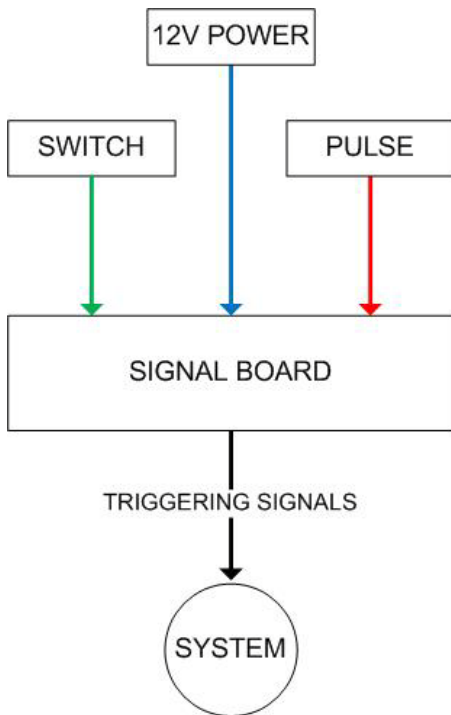 12V POWER
SWITCH
PULSE
SIGNAL BOARD
TRIGGERING SIGNALS
SYSTEM